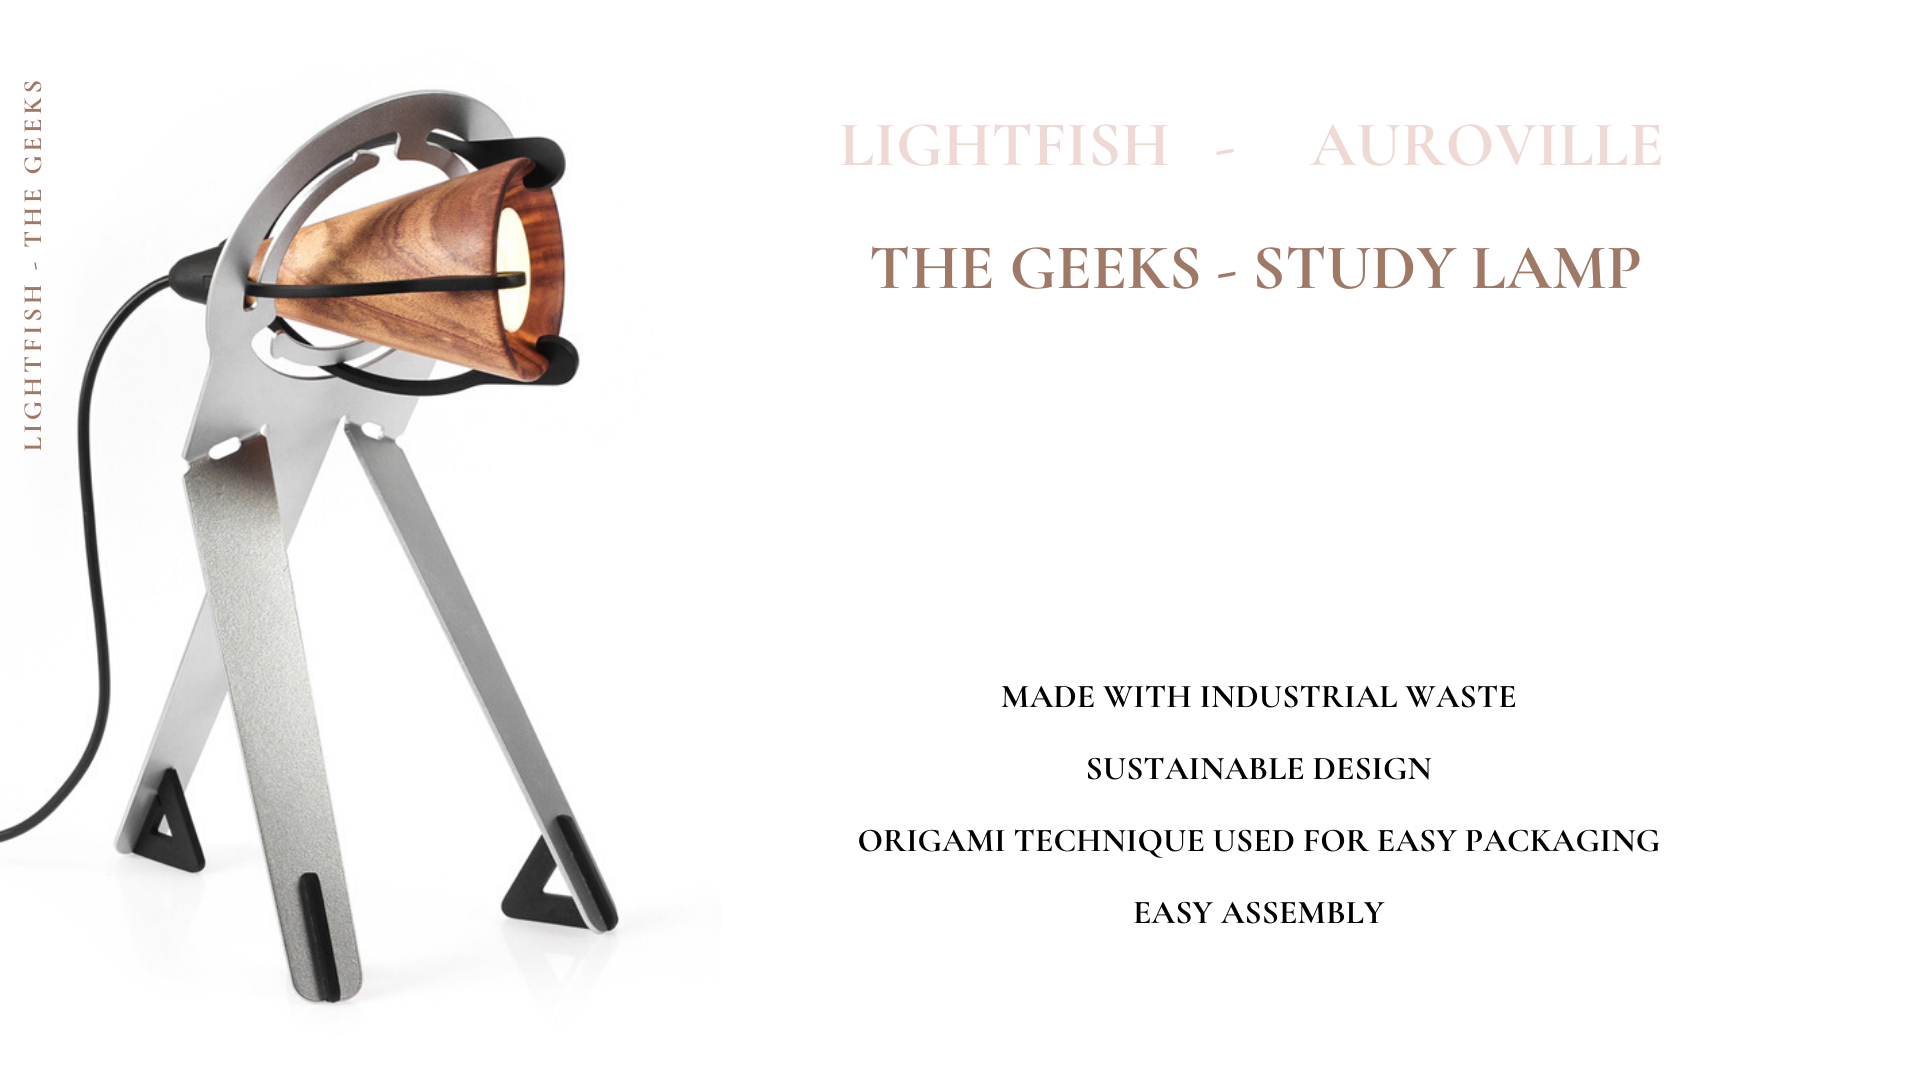 LIGHTFISH - THE GEEKS
LIGHTFISH - AUROVILLE
THE GEEKS - STUDY LAMP
MADE WITH INDUSTRIAL WASTE
SUSTAINABLE DESIGN
ORIGAMI TECHNIQUE USED FOR EASY PACKAGING
EASY ASSEMBLY